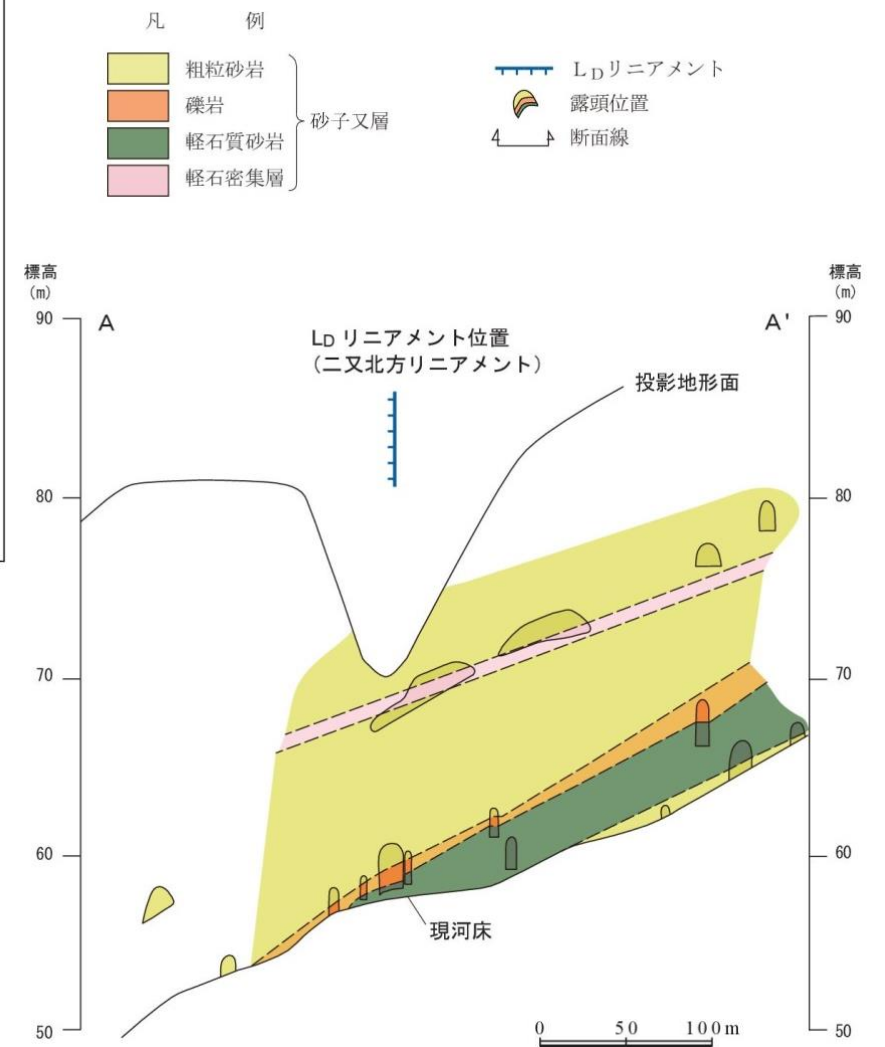 凡 例
粗粒砂岩
礫岩
軽石質砂岩
軽石密集層
砂子又層
LDリニアメント
露頭位置
断面線
標高
(m)
標高
(m)
90
A
A'
90
LD リニアメント位置
(二又北方リニアメント)
投影地形面
80
80
70
70
60
60
現河床
50
50
0 50 100m